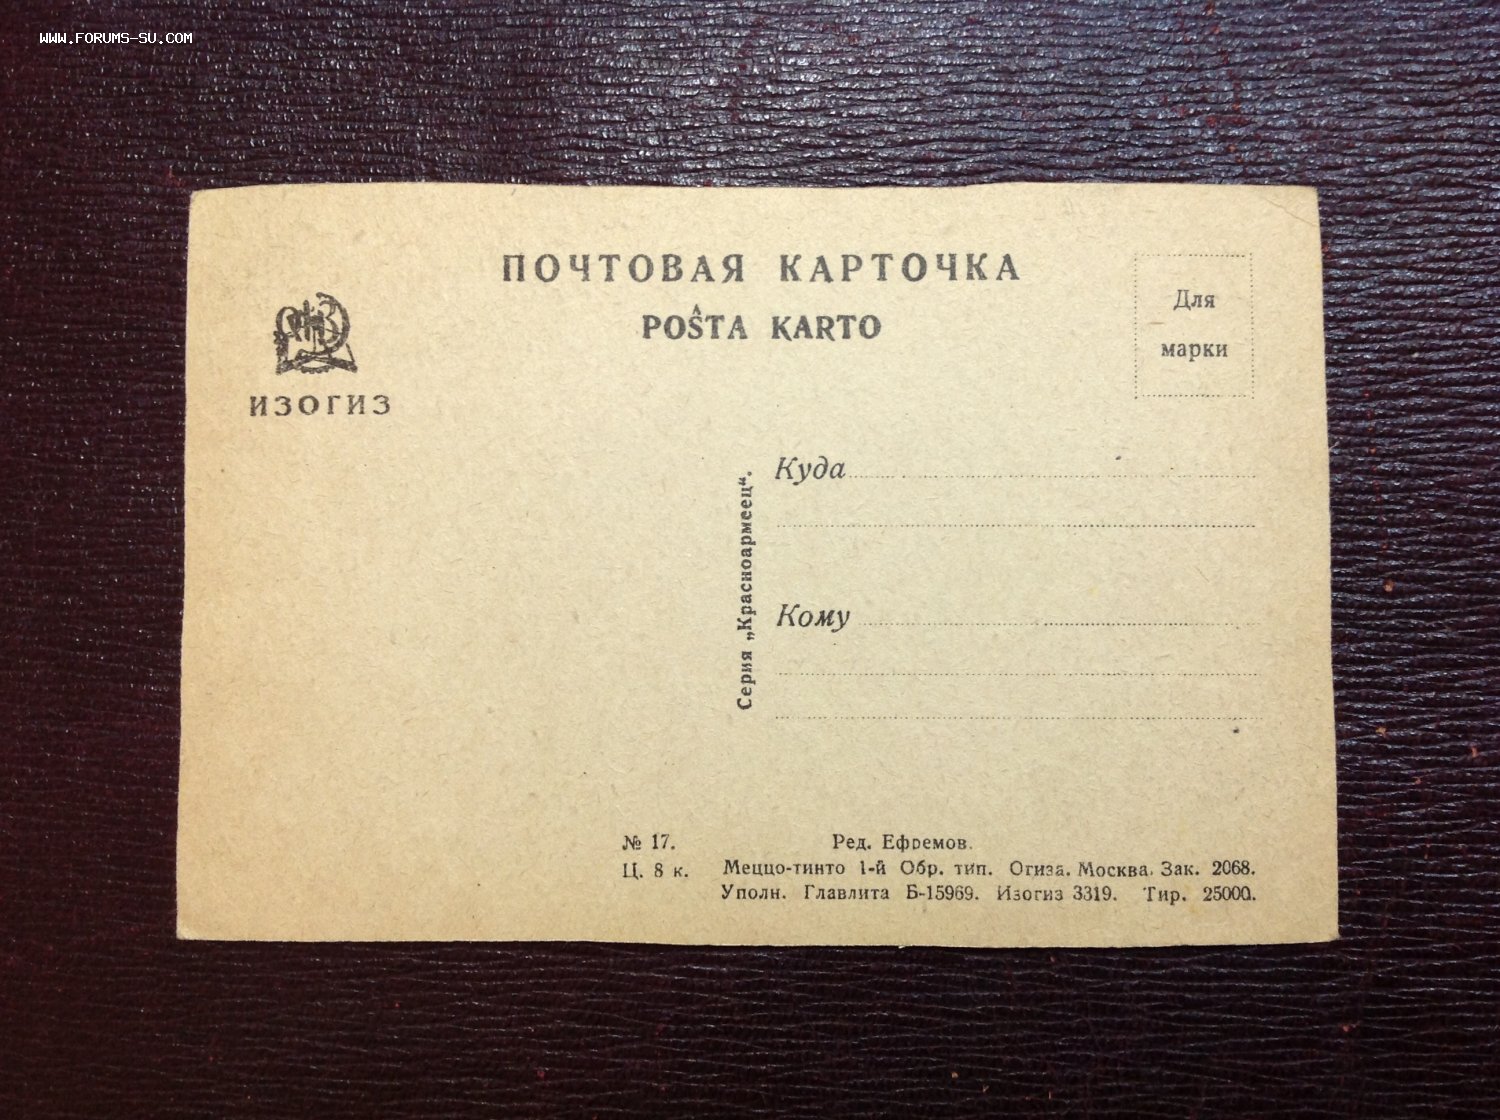 WWW.FORUMS-SU.COM
ПОЧТОВАЯ КАРТОЧКА
POŜTA KARTO
Для
марки
ИЗОГИЗ
Куда
Серия „Красноармеец“.
Кому
№ 17.
Ц. 8 к.
Ред. Ефремов.
Меццо-тинто 1-й Обр. тип. Огиза. Москва. Зак. 2068.
Уполн. Главлита Б-15969. Изогиз 3319. Тир. 25000.